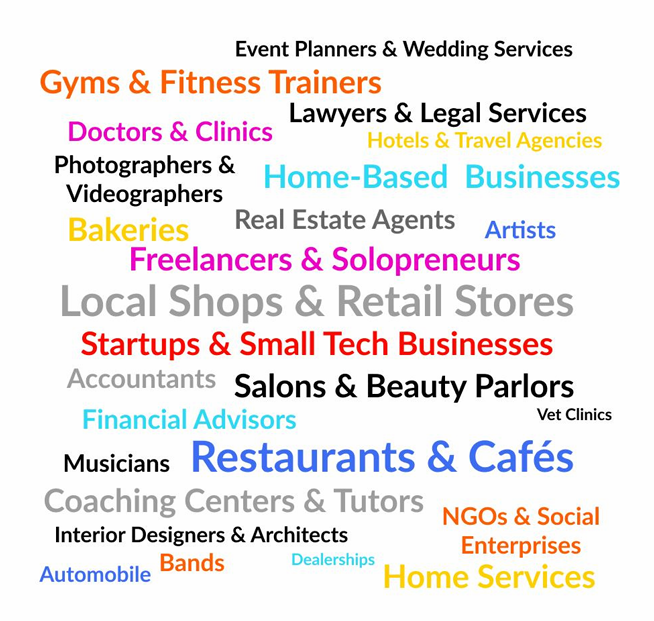 Event Planners & Wedding Services
Gyms & Fitness Trainers
Lawyers & Legal Services
Doctors & Clinics
Hotels & Travel Agencies
Photographers &
Videographers
Home-Based Businesses
Bakeries
Real Estate Agents
Artists
Freelancers & Solopreneurs
Local Shops & Retail Stores
Startups & Small Tech Businesses
Accountants
Salons & Beauty Parlors
Financial Advisors
Vet Clinics
Musicians
Restaurants & Cafés
Coaching Centers & Tutors
NGOs & Social
Enterprises
Interior Designers & Architects
Automobile
Bands
Dealerships
Home Services